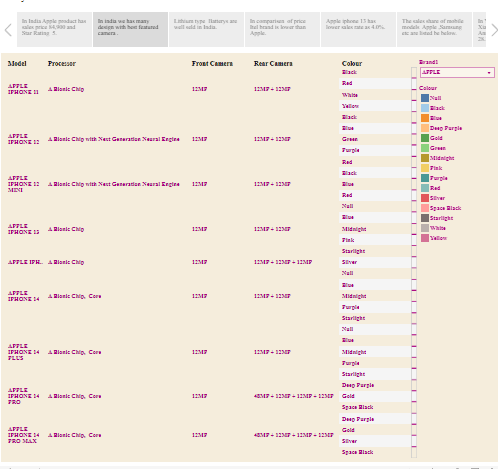 In India Apple product has
sales price 84,900 and
Star Rating 5.
In india we has many
design with best featured
camera.
Lithium type Batterys are
well sold in India.
In comparison of price
Itel brand is lower than
Apple.
Apple iphone 13 has
lower sales rate as 4.6%.
The sales share of mobile
models Apple ,Samsung
etc are listed be below.
Model Processor Front Camera Rear Camera Colour
APPLE
IPHONE 11
A Bionic Chip 12MP 12MP + 12MP
Black
Red
White
Yellow
APPLE
IPHONE 12
A Bionic Chip with Next Generation Neural Engine 12MP 12MP + 12MP
Black
Blue
Green
Purple
Red
APPLE
IPHONE 12
MINI
A Bionic Chip with Next Generation Neural Engine 12MP 12MP + 12MP
Black
Blue
Red
Null
APPLE
IPHONE 13
A Bionic Chip 12MP 12MP + 12MP
Blue
Midnight
Pink
Starlight
APPLE IPH.. A Bionic Chip 12MP 12MP + 12MP + 12MP
Silver
Null
APPLE
IPHONE 14
A Bionic Chip, Core 12MP 12MP + 12MP
Blue
Midnight
Purple
Starlight
Null
APPLE
IPHONE 14
PLUS
A Bionic Chip, Core 12MP 12MP + 12MP
Blue
Midnight
Purple
Starlight
APPLE
IPHONE 14
PRO
A Bionic Chip, Core 12MP 48MP + 12MP + 12MP + 12MP
Deep Purple
Gold
Space Black
APPLE
IPHONE 14
PRO MAX
A Bionic Chip, Core 12MP 48MP + 12MP + 12MP + 12MP
Deep Purple
Gold
Silver
Space Black
Brand1
APPLE
Colour
Null
Black
Blue
Deep Purple
Gold
Green
Midnight
Pink
Purple
Red
Silver
Space Black
Starlight
White
Yellow